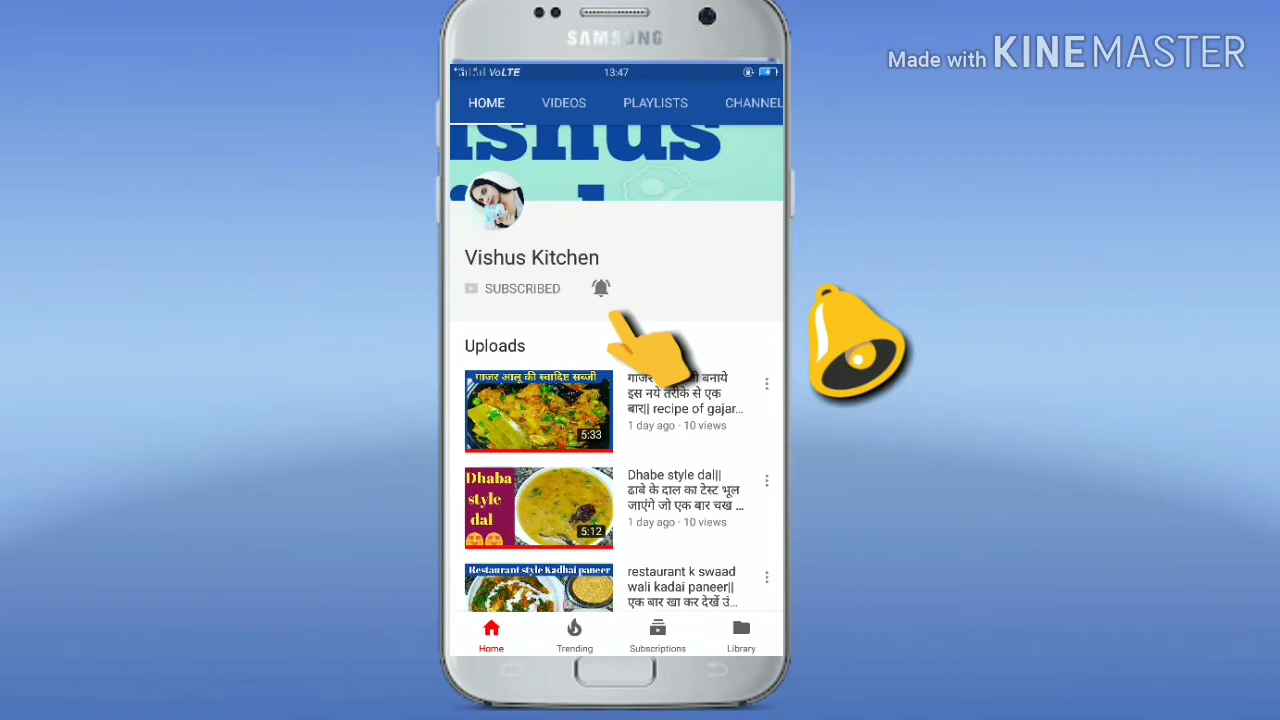 Made with KINEMASTER
SAMSUNG
VoLTE 13:47
HOME VIDEOS PLAYLISTS CHANNEL
ishus
Vishus Kitchen
SUBSCRIBED
Uploads
गाजर आलू की स्वादिष्ट सब्जी
5:33
गाजर बनाये
इस नये तरीके से एक
बार|| recipe of gajar...
1 day ago · 10 views
Dhaba
style
dal
5:12
Dhabe style dal||
ढाबे के दाल का टेस्ट भूल
जाएंगे जो एक बार चख ...
1 day ago · 10 views
Restaurant style Kadhai paneer
restaurant k swaad
wali kadai paneer||
एक बार खा कर देखें उं...
Home Trending Subscriptions Library